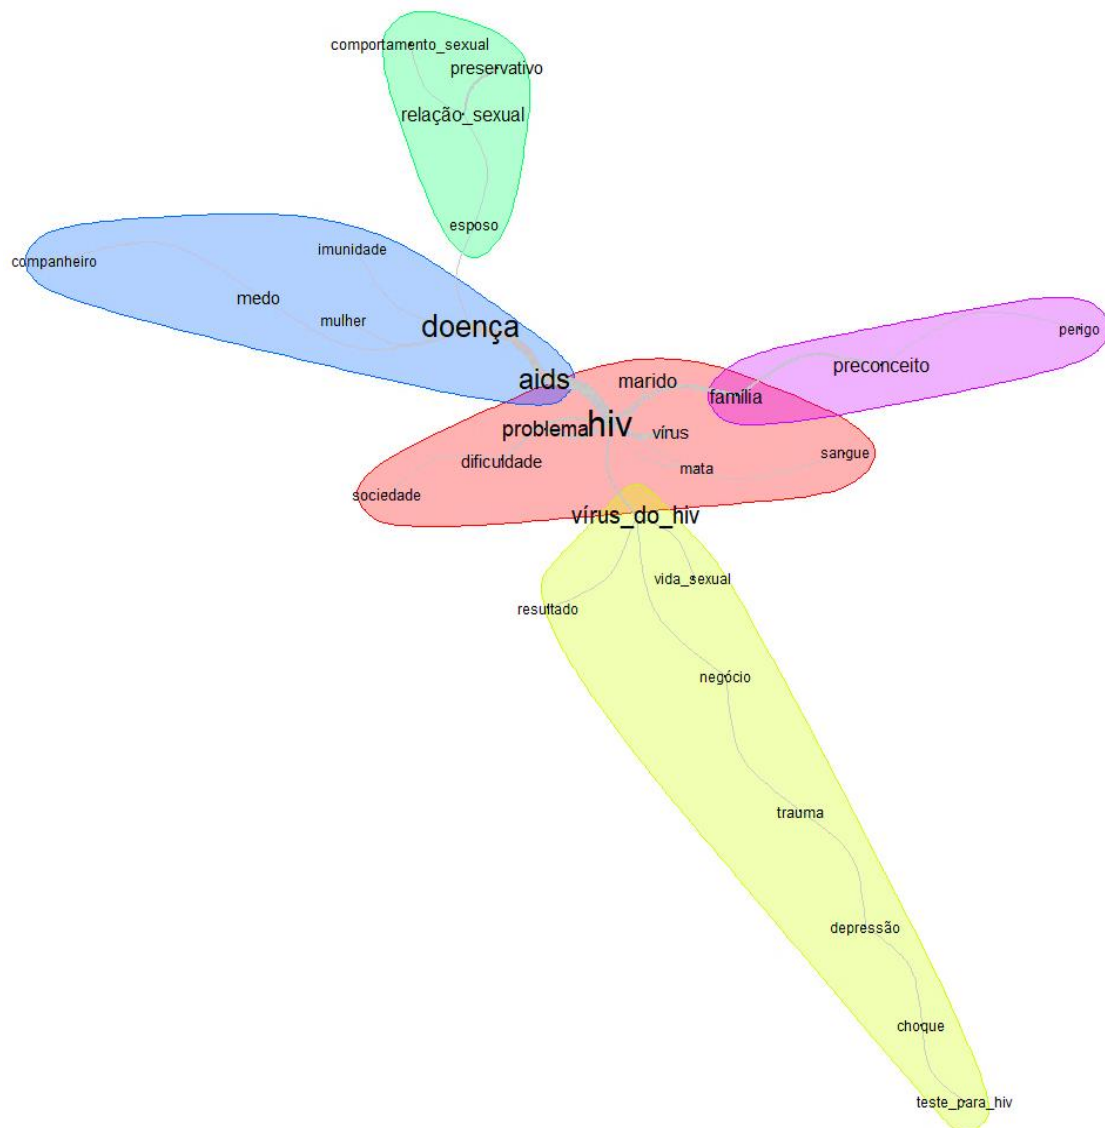 comportamento_sexual
preservativo
relação_sexual
esposo
imunidade
companheiro
medo
mulher
doença
perigo
preconceito
aids
marido
família
hiv
problema
vírus
sangue
dificuldade
mata
sociedade
vírus_do_hiv
vida_sexual
resultado
negócio
trauma
depressão
choque
teste_para_hiv